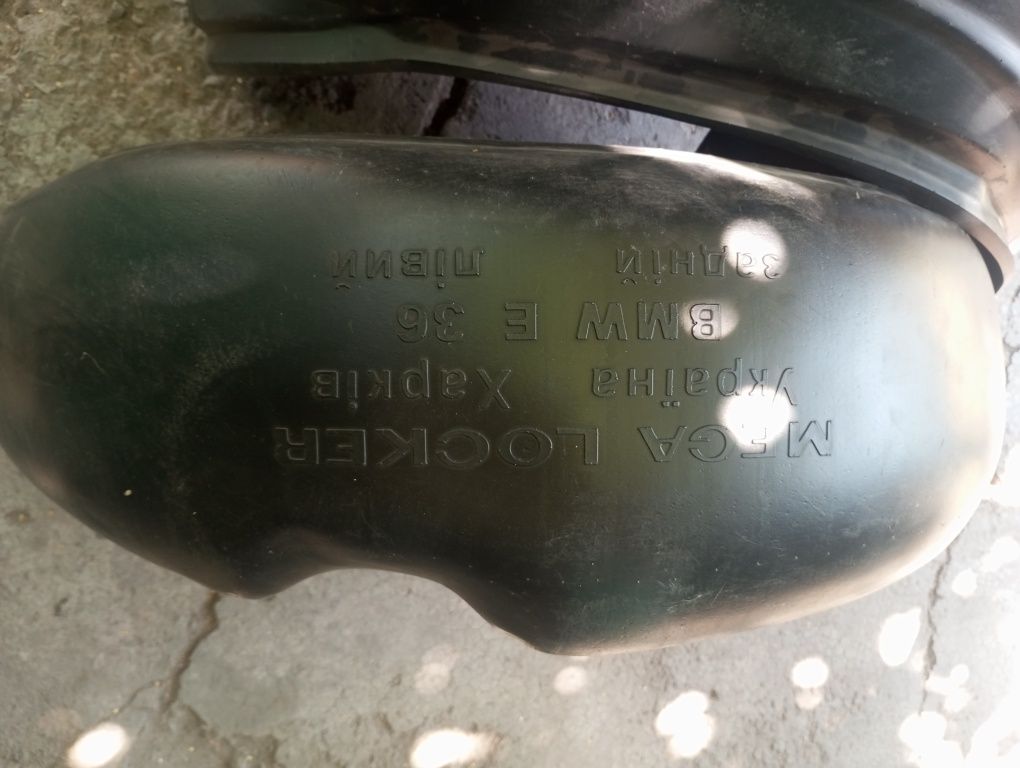 MEGA LOCKER
Україна Харків
BMW E 36
задній лівий